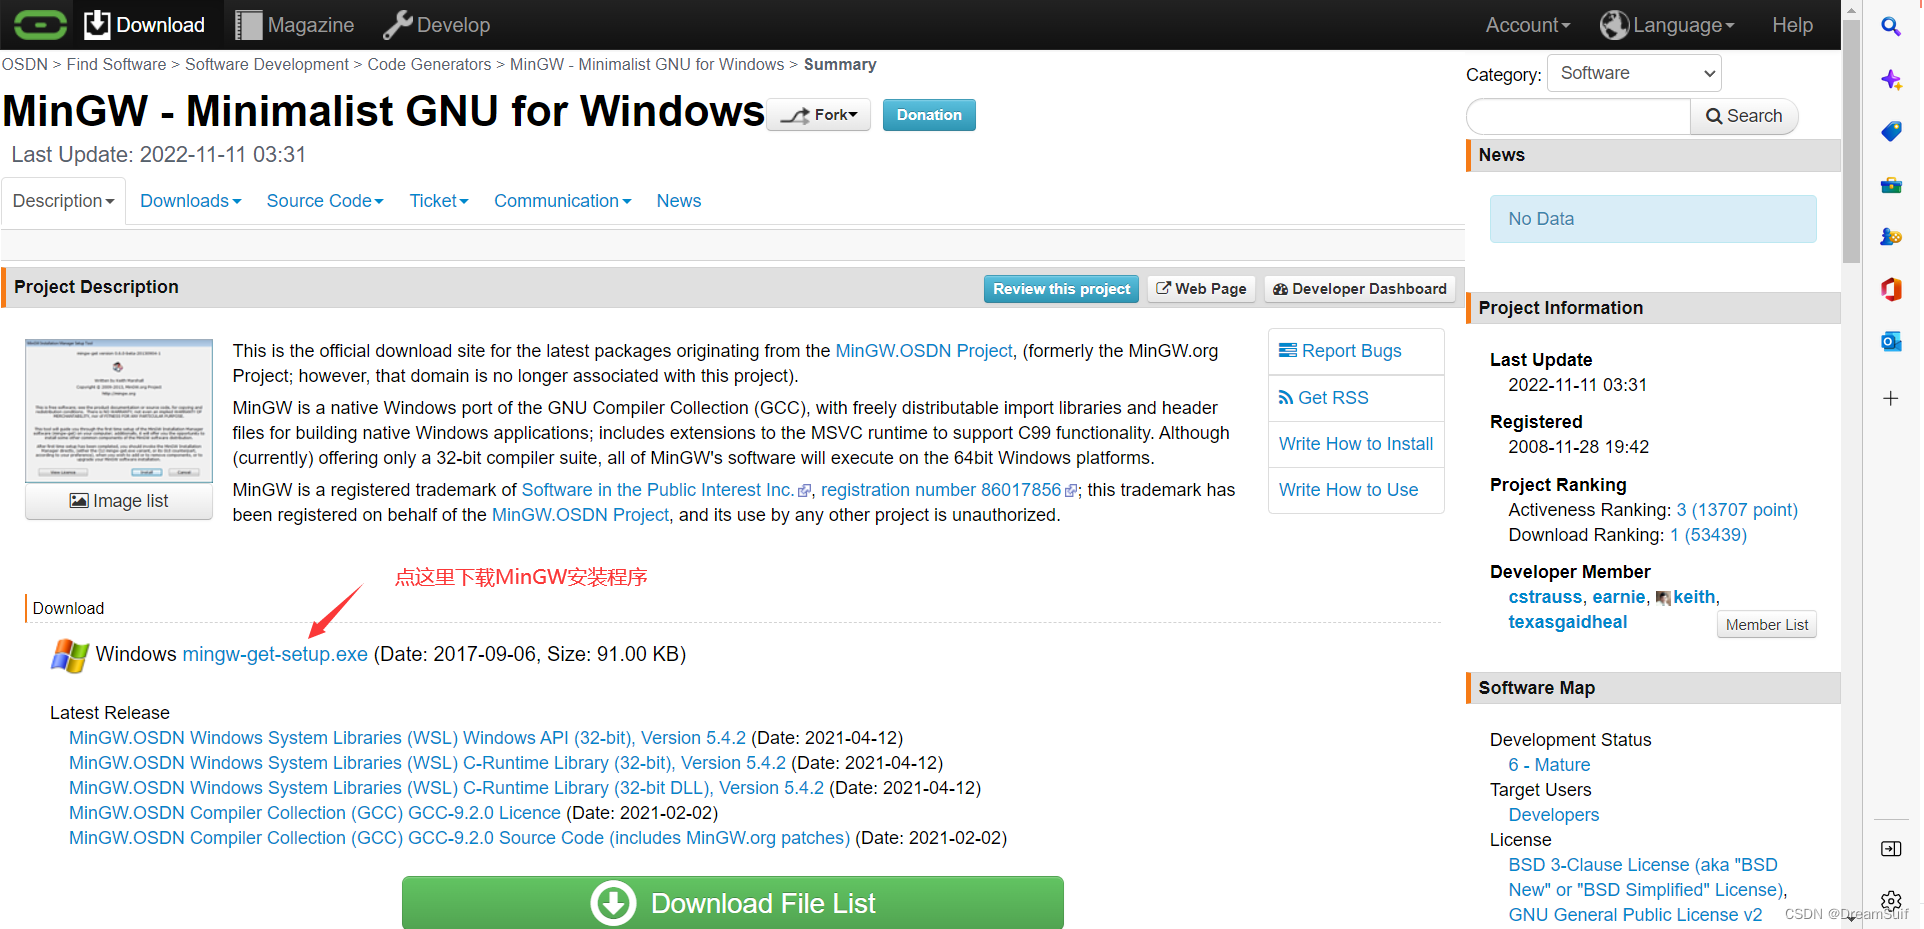 Download Magazine Develop Account Language Help
OSDN > Find Software > Software Development > Code Generators > MinGW - Minimalist GNU for Windows > Summary
MinGW - Minimalist GNU for Windows Fork Donation
Last Update: 2022-11-11 03:31
Description Downloads Source Code Ticket Communication News
Project Description Review this project Web Page Developer Dashboard
Image list
This is the official download site for the latest packages originating from the MinGW.OSDN Project, (formerly the MinGW.org
Project; however, that domain is no longer associated with this project).
MinGW is a native Windows port of the GNU Compiler Collection (GCC), with freely distributable import libraries and header
files for building native Windows applications; includes extensions to the MSVC runtime to support C99 functionality. Although
(currently) offering only a 32-bit compiler suite, all of MinGW's software will execute on the 64bit Windows platforms.
MinGW is a registered trademark of Software in the Public Interest Inc., registration number 86017856; this trademark has
been registered on behalf of the MinGW.OSDN Project, and its use by any other project is unauthorized.
Report Bugs
Get RSS
Write How to Install
Write How to Use
点这里下载MinGW安装程序
Download
Windows mingw-get-setup.exe (Date: 2017-09-06, Size: 91.00 KB)
Latest Release
MinGW.OSDN Windows System Libraries (WSL) Windows API (32-bit), Version 5.4.2 (Date: 2021-04-12)
MinGW.OSDN Windows System Libraries (WSL) C-Runtime Library (32-bit), Version 5.4.2 (Date: 2021-04-12)
MinGW.OSDN Windows System Libraries (WSL) C-Runtime Library (32-bit DLL), Version 5.4.2 (Date: 2021-04-12)
MinGW.OSDN Compiler Collection (GCC) GCC-9.2.0 Licence (Date: 2021-02-02)
MinGW.OSDN Compiler Collection (GCC) GCC-9.2.0 Source Code (includes MinGW.org patches) (Date: 2021-02-02)
Download File List
Category: Software
Search
News
No Data
Project Information
Last Update
2022-11-11 03:31
Registered
2008-11-28 19:42
Project Ranking
Activeness Ranking: 3 (13707 point)
Download Ranking: 1 (53439)
Developer Member
cstrauss, earnie, keith,
texasgaidheal
Member List
Software Map
Development Status
6 - Mature
Target Users
Developers
License
BSD 3-Clause License (aka "BSD
New" or "BSD Simplified" License),
GNU General Public License v2
CSDN @DreamSuif